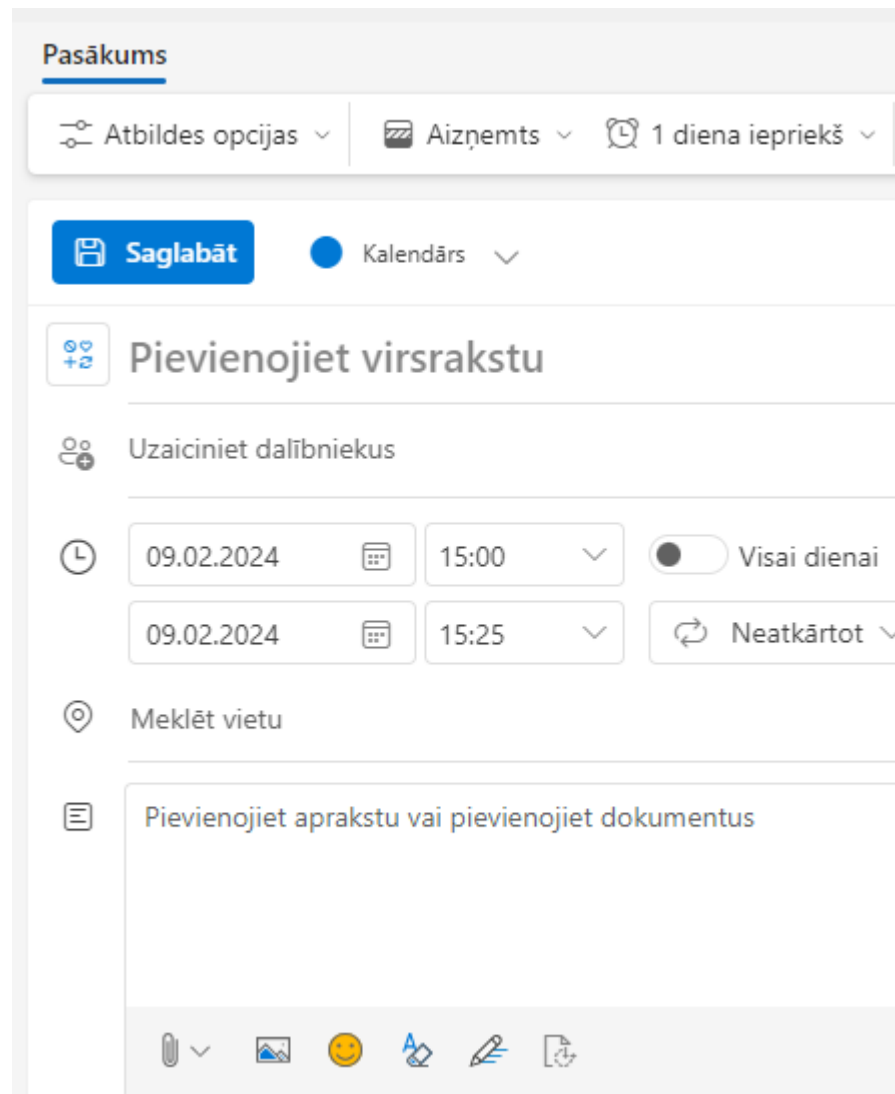 Pasākums
Atbildes opcijas Aizņemts 1 diena iepriekš
Saglabāt Kalendārs
Pievienojiet virsrakstu
Uzaiciniet dalībniekus
09.02.2024 15:00 Visai dienai
09.02.2024 15:25 Neatkārtot
Meklēt vietu
Pievienojiet aprakstu vai pievienojiet dokumentus